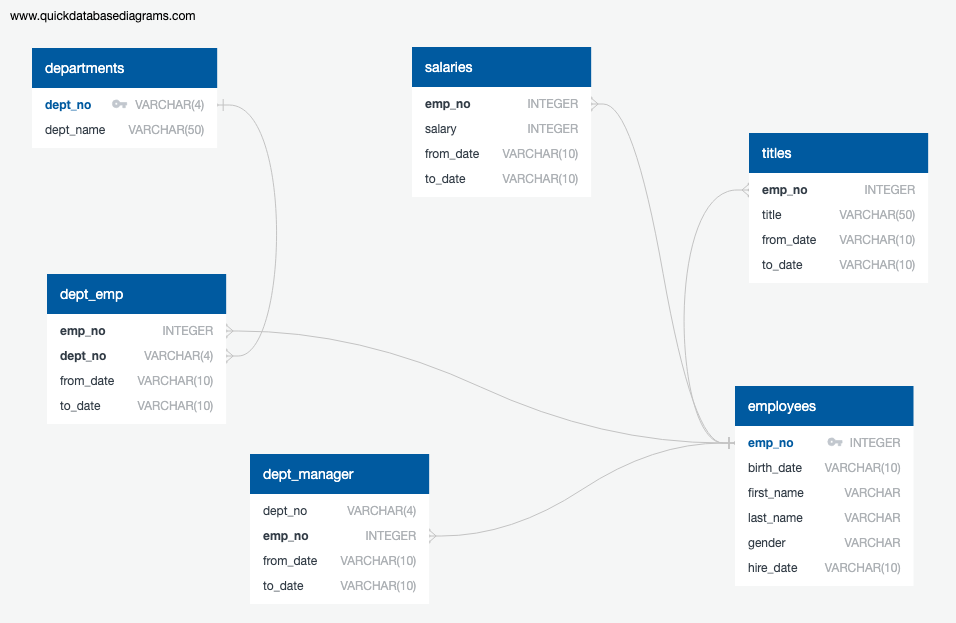 www.quickdatabasediagrams.com
departments
dept_no VARCHAR(4)
dept_name VARCHAR(50)
salaries
emp_no INTEGER
salary INTEGER
from_date VARCHAR(10)
to_date VARCHAR(10)
titles
emp_no INTEGER
title VARCHAR(50)
from_date VARCHAR(10)
to_date VARCHAR(10)
dept_emp
emp_no INTEGER
dept_no VARCHAR(4)
from_date VARCHAR(10)
to_date VARCHAR(10)
employees
emp_no INTEGER
birth_date VARCHAR(10)
first_name VARCHAR
last_name VARCHAR
gender VARCHAR
hire_date VARCHAR(10)
dept_manager
dept_no VARCHAR(4)
emp_no INTEGER
from_date VARCHAR(10)
to_date VARCHAR(10)